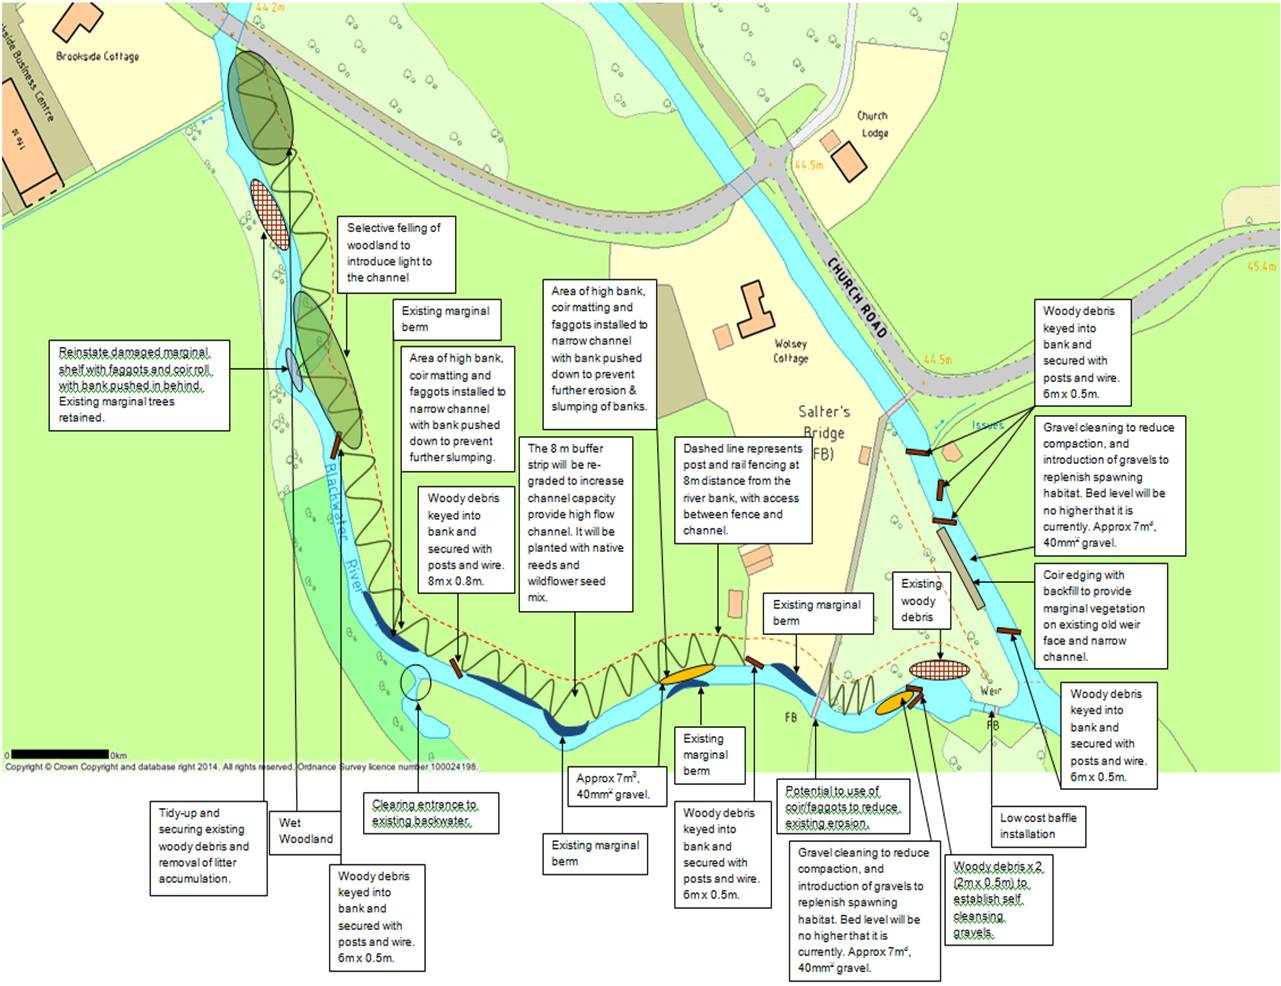 44.2m
Brookside Cottage
side Business Centre
Church
Lodge
44.5m
CHURCH ROAD
45.4m
44.5m
Wolsey
Cottage
Salter's
Bridge
(FB)
Issues
Blackwater River
Weir
FB
FB
Selective felling of
woodland to
introduce light to
the channel
Existing marginal
berm
Area of high bank,
coir matting and
faggots installed to
narrow channel
with bank pushed
down to prevent
further erosion &
slumping of banks.
Woody debris
keyed into
bank and
secured with
posts and wire.
6m x 0.5m.
Reinstate damaged marginal
shelf with faggots and coir roll
with bank pushed in behind.
Existing marginal trees
retained.
Area of high bank,
coir matting and
faggots installed to
narrow channel
with bank pushed
down to prevent
further slumping.
The 8 m buffer
strip will be re-
graded to increase
channel capacity
provide high flow
channel. It will be
planted with native
reeds and
wildflower seed
mix.
Dashed line represents
post and rail fencing at
8m distance from the
river bank, with access
between fence and
channel.
Gravel cleaning to reduce
compaction, and
introduction of gravels to
replenish spawning
habitat. Bed level will be
no higher that it is
currently. Approx 7m³,
40mm² gravel.
Woody debris
keyed into
bank and
secured with
posts and wire.
8m x 0.8m.
Existing marginal
berm
Existing
woody
debris
Coir edging with
backfill to provide
marginal vegetation
on existing old weir
face and narrow
channel.
Woody debris
keyed into
bank and
secured with
posts and wire.
6m x 0.5m.
Existing
marginal
berm
0 0km
Copyright © Crown Copyright and database right 2014. All rights reserved. Ordnance Survey licence number 100024198.
Tidy-up and
securing existing
woody debris and
removal of litter
accumulation.
Wet
Woodland
Clearing entrance to
existing backwater.
Approx 7m³,
40mm² gravel.
Potential to use of
coir/faggots to reduce
existing erosion.
Low cost baffle
installation
Existing marginal
berm
Woody debris
keyed into
bank and
secured with
posts and wire.
6m x 0.5m.
Woody debris
keyed into
bank and
secured with
posts and wire.
6m x 0.5m.
Gravel cleaning to reduce
compaction, and
introduction of gravels to
replenish spawning
habitat. Bed level will be
no higher that it is
currently. Approx 7m³,
40mm² gravel.
Woody debris x 2
(2m x 0.5m) to
establish self
cleansing
gravels.